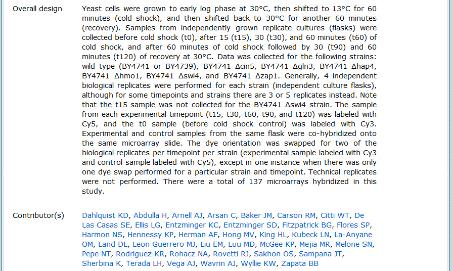 Overall design
Yeast cells were grown to early log phase at 30°C, then shifted to 13°C for 60
minutes (cold shock), and then shifted back to 30°C for another 60 minutes
(recovery). Samples from independently grown replicate cultures (flasks) were
collected before cold shock (t0), after 15 (t15), 30 (t30), and 60 minutes (t60) of
cold shock, and after 60 minutes of cold shock followed by 30 (t90) and 60
minutes (t120) of recovery at 30°C. Data was collected for the following strains:
wild type (BY4741 or BY4739), BY4741 Δcin5, BY4741 Δgln3, BY4741 Δhap4,
BY4741 Δhmo1, BY4741 Δswi4, and BY4741 Δzap1. Generally, 4 independent
biological replicates were performed for each strain (independent culture flasks),
although for some timepoints and strains there are 3 or 5 replicates instead. Note
that the t15 sample was not collected for the BY4741 Δswi4 strain. The sample
from each experimental timepoint (t15, t30, t60, t90, and t120) was labeled with
Cy5, and the t0 sample (before cold shock control) was labeled with Cy3.
Experimental and control samples from the same flask were co-hybridized onto
the same microarray slide. The dye orientation was swapped for two of the
biological replicates per timepoint per strain (experimental sample labeled with Cy3
and control sample labeled with Cy5), except in one instance when there was only
one dye swap performed for a particular strain and timepoint. Technical replicates
were not performed. There were a total of 137 microarrays hybridized in this
study.
Contributor(s)
Dahlquist KD, Abdulla H, Arnell AJ, Arsan C, Baker JM, Carson RM, Citti WT, De
Las Casas SE, Ellis LG, Entzminger KC, Entzminger SD, Fitzpatrick BG, Flores SP,
Harmon NS, Hennessy KP, Herman AF, Hong MV, King HL, Kubeck LN, La-Anyane
OM, Land DL, Leon Guerrero MJ, Liu EM, Luu MD, McGee KP, Mejia MR, Melone SN,
Pepe NT, Rodriguez KR, Rohacz NA, Rovetti RJ, Sakhon OS, Sampana JT,
Sherbina K, Terada LH, Vega AJ, Wavrin AJ, Wyllie KW, Zapata BB